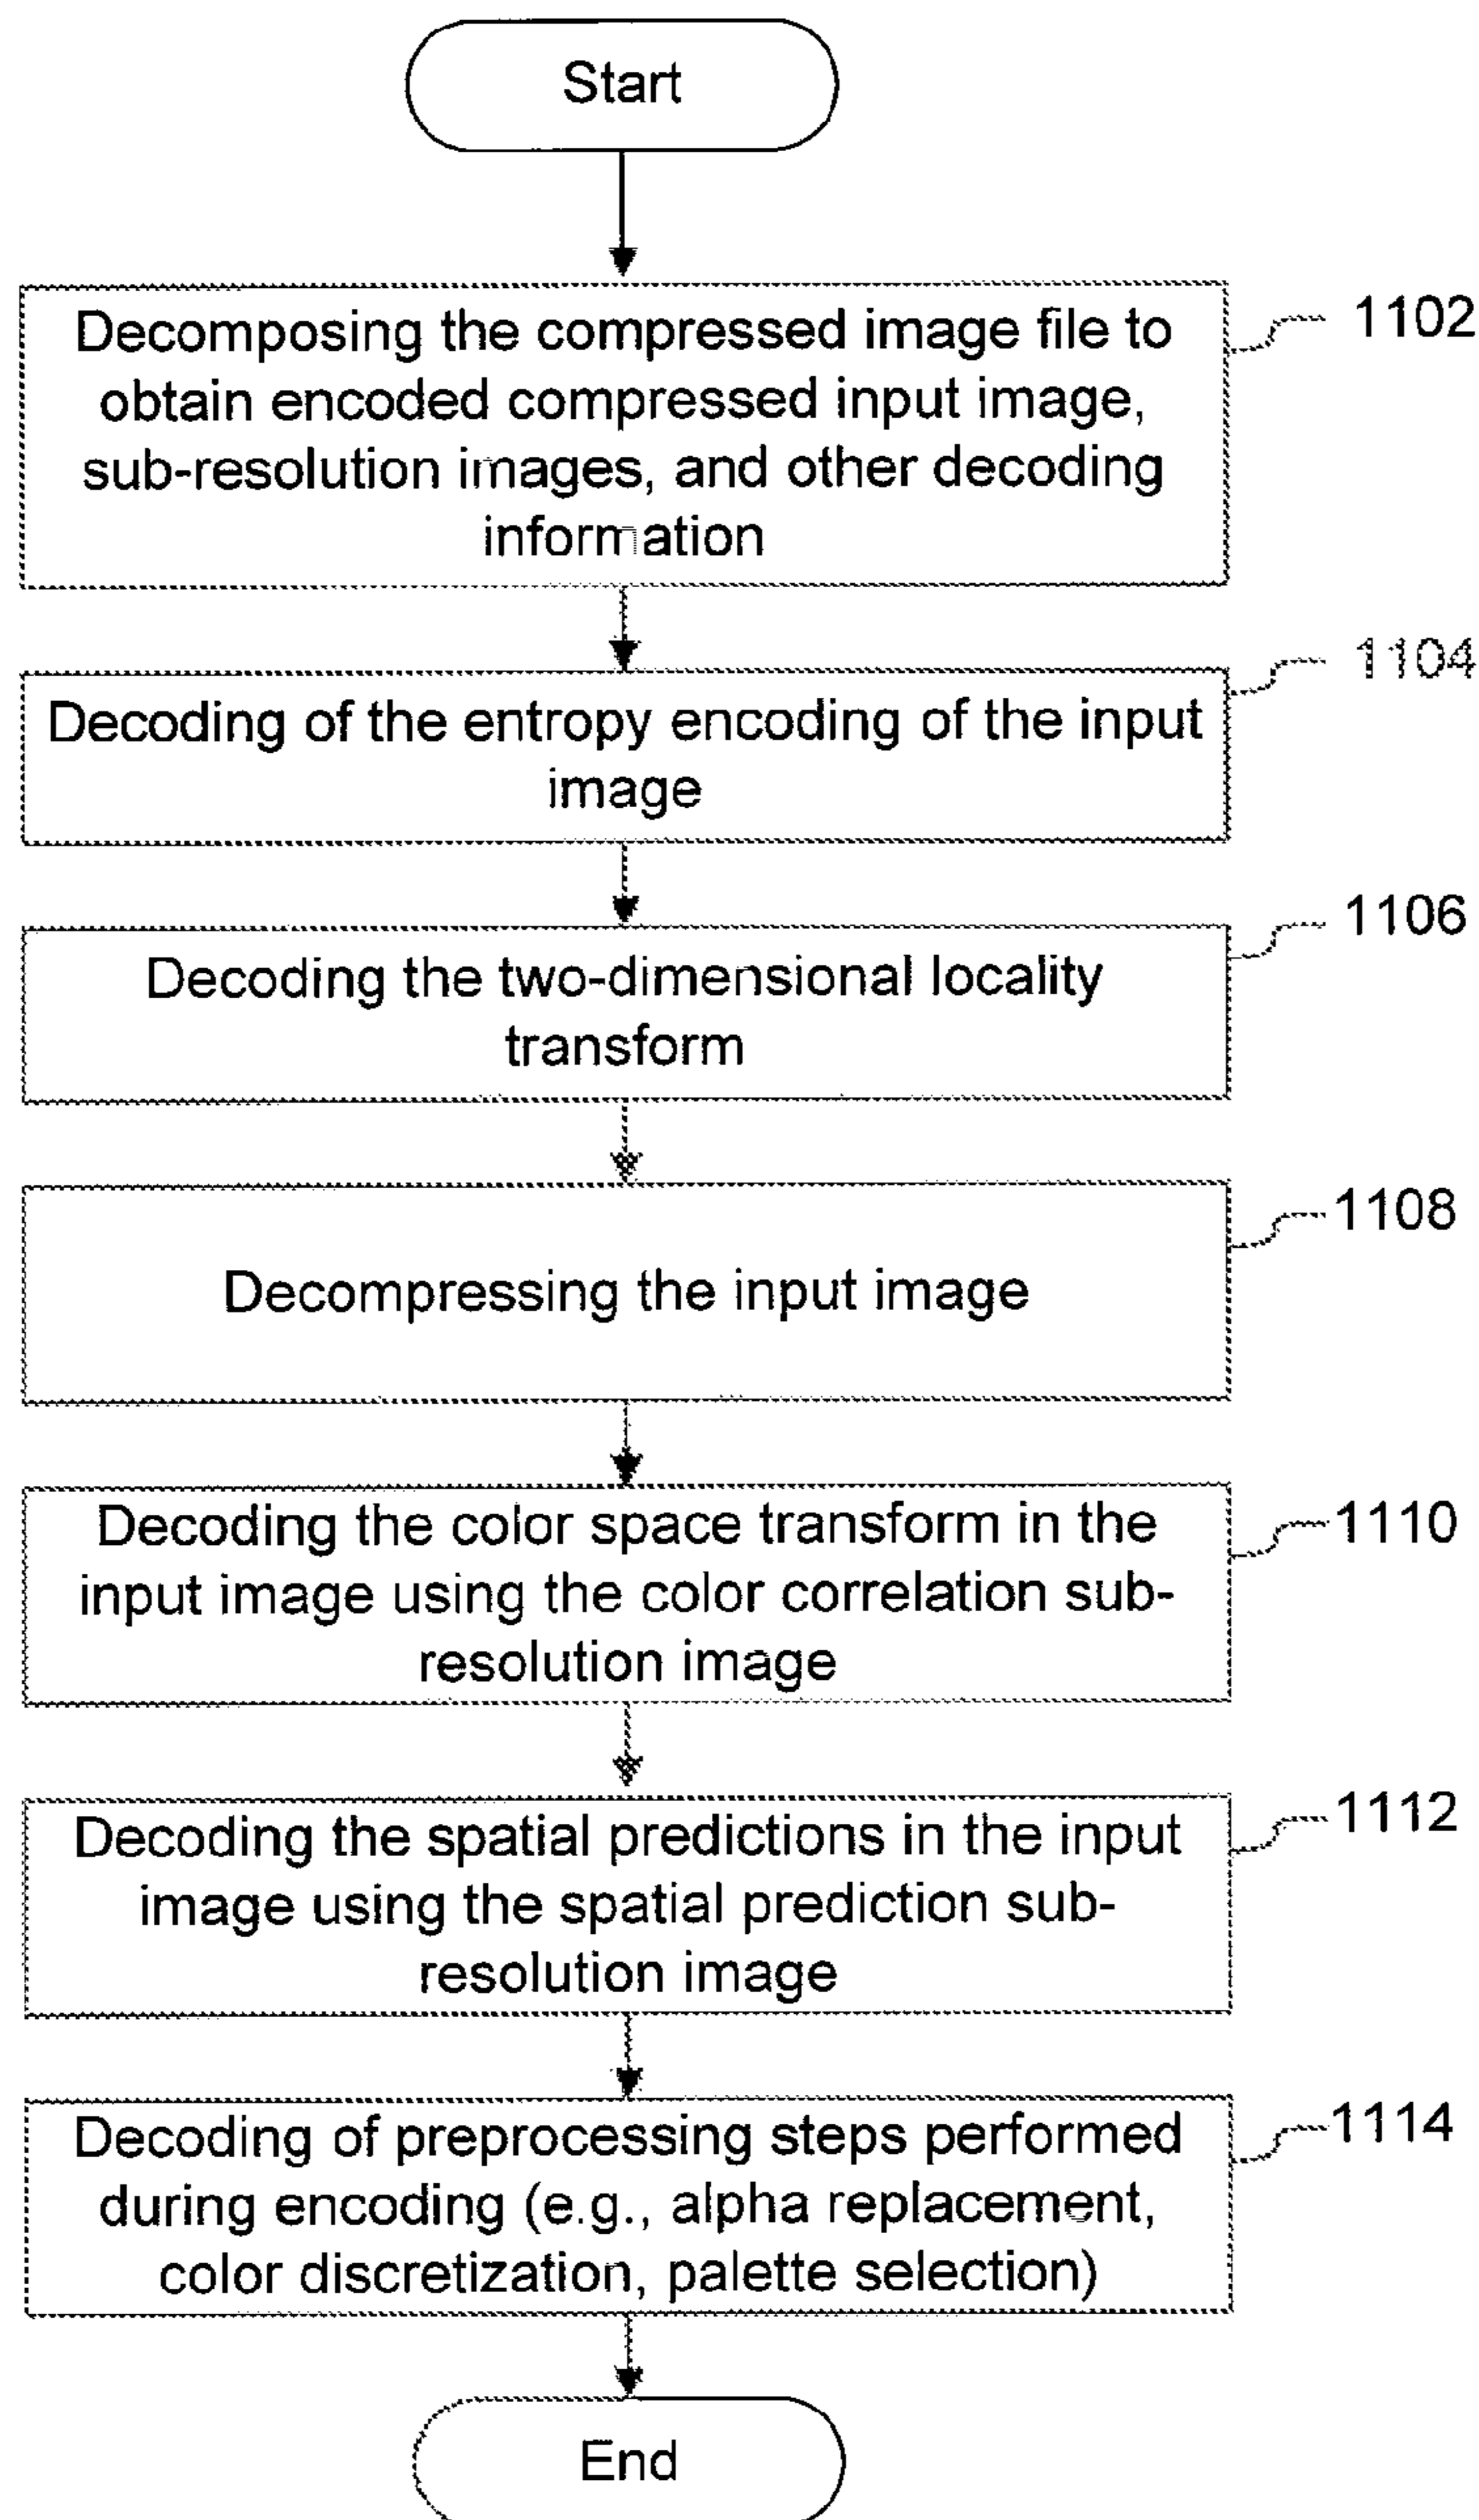 Start
Decomposing the compressed image file to
obtain encoded compressed input image,
sub-resolution images, and other decoding
information
1102
Decoding of the entropy encoding of the input
image
1104
Decoding the two-dimensional locality
transform
1106
Decompressing the input image
1108
Decoding the color space transform in the
input image using the color correlation sub-
resolution image
1110
Decoding the spatial predictions in the input
image using the spatial prediction sub-
resolution image
1112
Decoding of preprocessing steps performed
during encoding (e.g., alpha replacement,
color discretization, palette selection)
1114
End